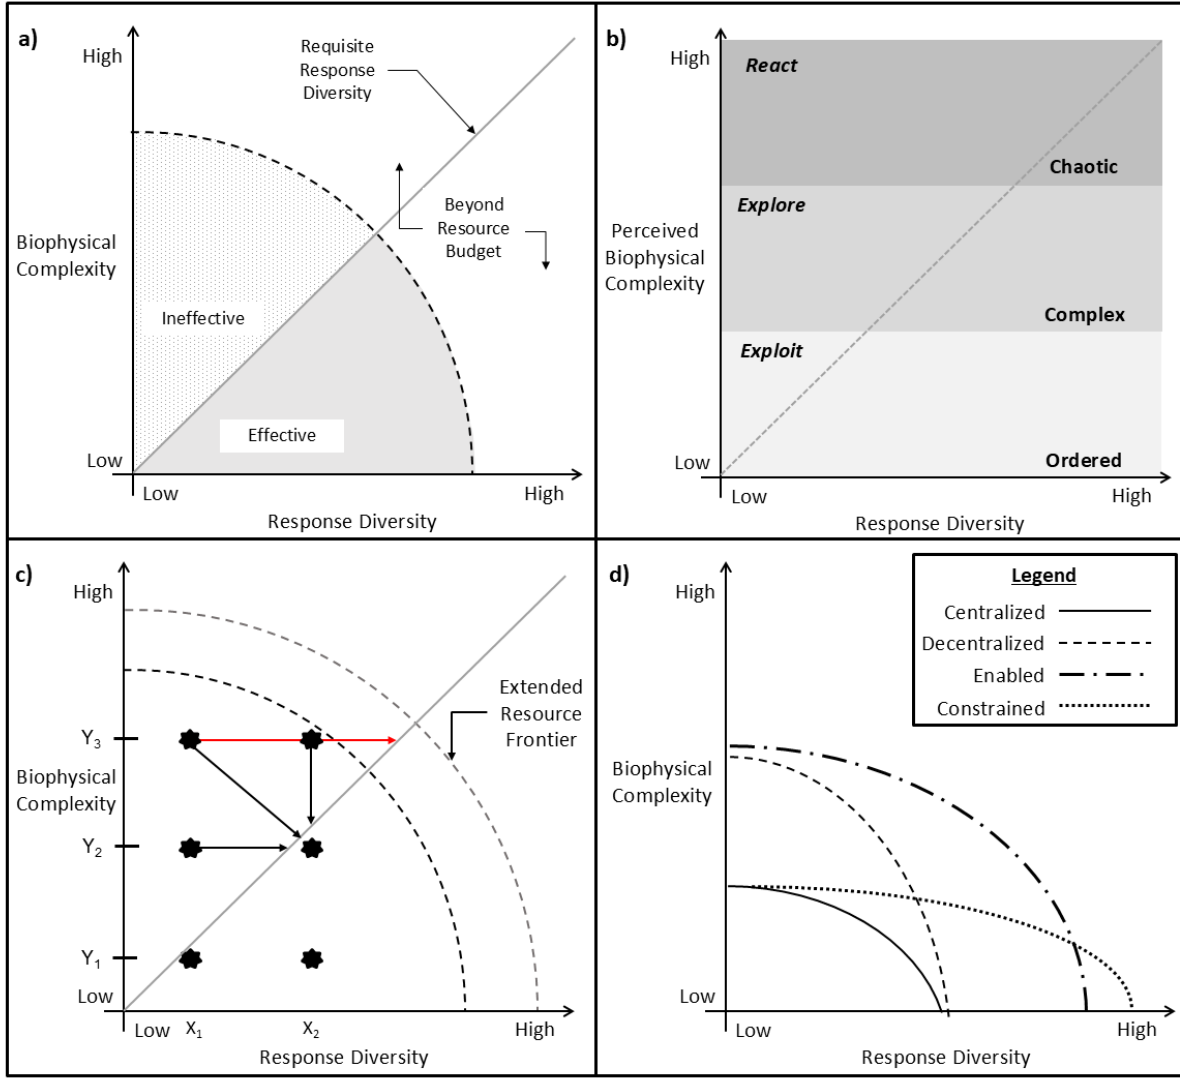 a)
High
Requisite
Response
Diversity
Beyond
Resource
Budget
Biophysical
Complexity
Ineffective
Effective
Low
Low
High
Response Diversity
b)
High
React
Chaotic
Explore
Perceived
Biophysical
Complexity
Complex
Exploit
Ordered
Low
Low
High
Response Diversity
c)
High
Extended
Resource
Frontier
Y3
Biophysical
Complexity
Y2
Y1
Low
Low
X1
X2
High
Response Diversity
d)
High
Legend
Centralized
Decentralized
Enabled
Constrained
Biophysical
Complexity
Low
Low
High
Response Diversity